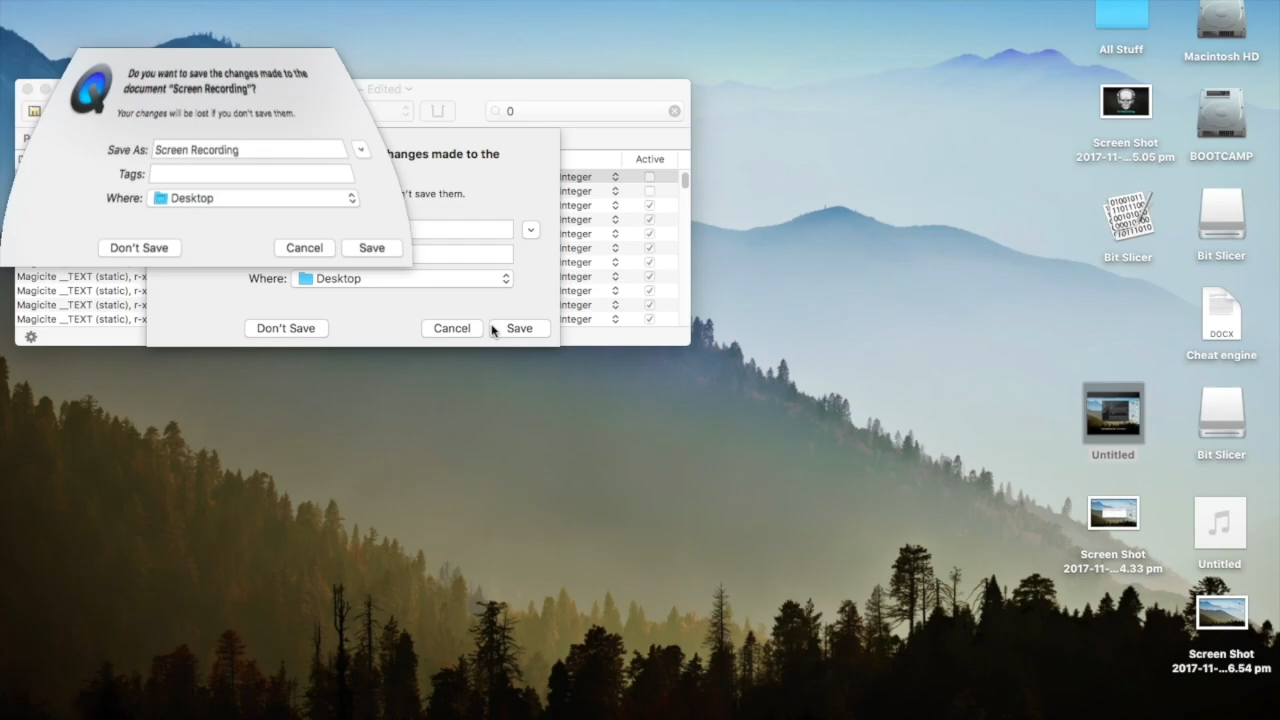 Do you want to save the changes made to the
document "Screen Recording"?
Your changes will be lost if you don't save them.
Save As: Screen Recording
Tags:
Where: Desktop
Don't Save
Cancel
Save
Edited
0
hanges made to the
't save them.
Where: Desktop
Don't Save
Cancel
Save
Active
nteger
nteger
nteger
nteger
nteger
nteger
nteger
Magicite __TEXT (static), r-x
nteger
Magicite __TEXT (static), r-x
nteger
Magicite __TEXT (static), r-x
nteger
Magicite __TEXT (static), r-x
nteger
All Stuff
Macintosh HD
Screen Shot
2017-11-...5.05 pm
BOOTCAMP
01001011
Bit Slicer
Bit Slicer
DOCX
Cheat engine
Untitled
Bit Slicer
Screen Shot
2017-11-...4.33 pm
Untitled
Screen Shot
2017-11-...6.54 pm